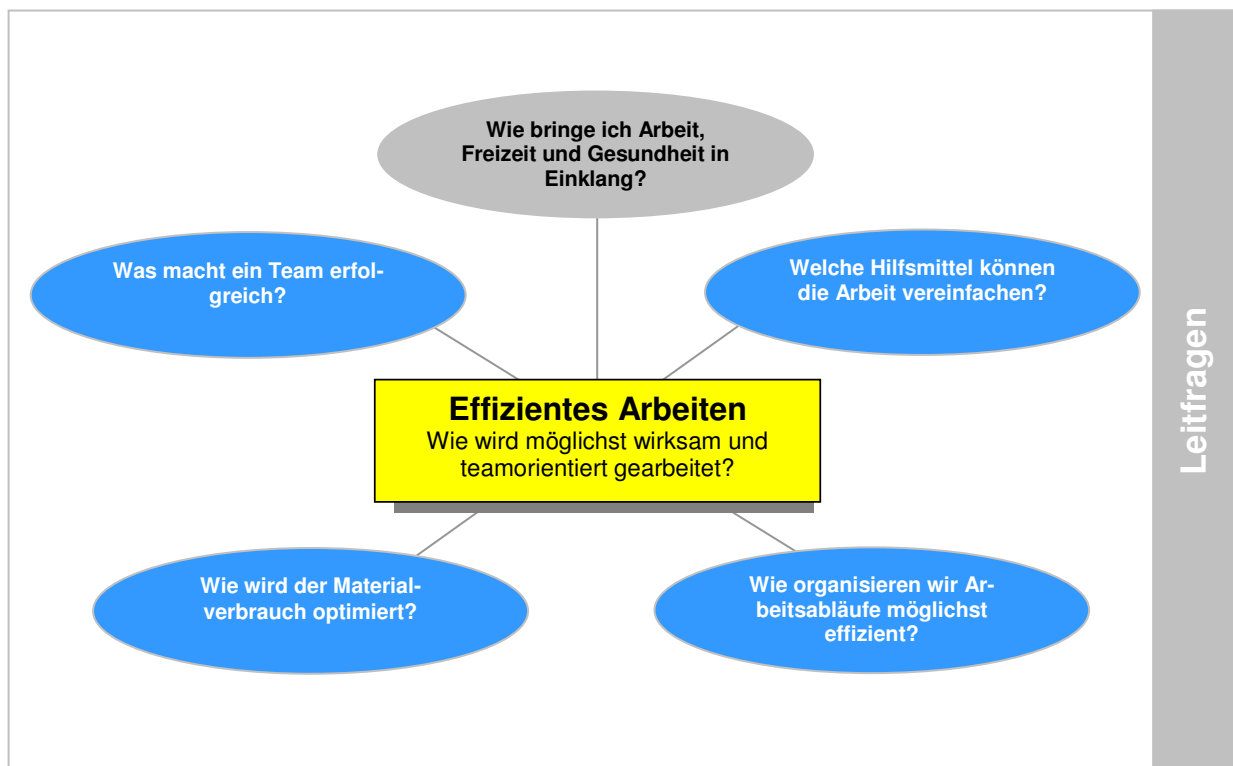 Wie bringe ich Arbeit,
Freizeit und Gesundheit in
Einklang?
Was macht ein Team erfol-
greich?
Welche Hilfsmittel können
die Arbeit vereinfachen?
Effizientes Arbeiten
Wie wird möglichst wirksam und
teamorientiert gearbeitet?
Wie wird der Material-
verbrauch optimiert?
Wie organisieren wir Ar-
beitsabläufe möglichst
effizient?
Leitfragen